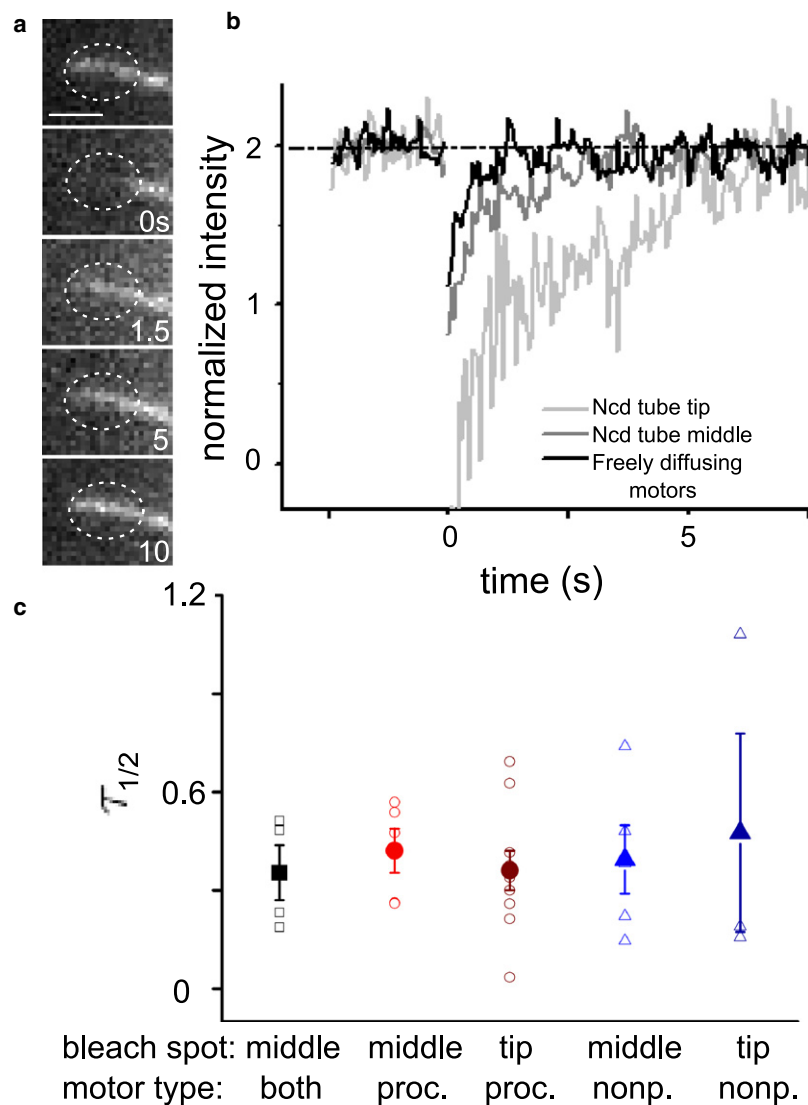 a
0s
1.5
5
10
b
normalized intensity
2
1
0
Ncd tube tip
Ncd tube middle
Freely diffusing
motors
0
5
time (s)
c
τ1/2
1.2
0.6
0
bleach spot: middle middle tip middle tip
motor type: both proc. proc. nonp. nonp.